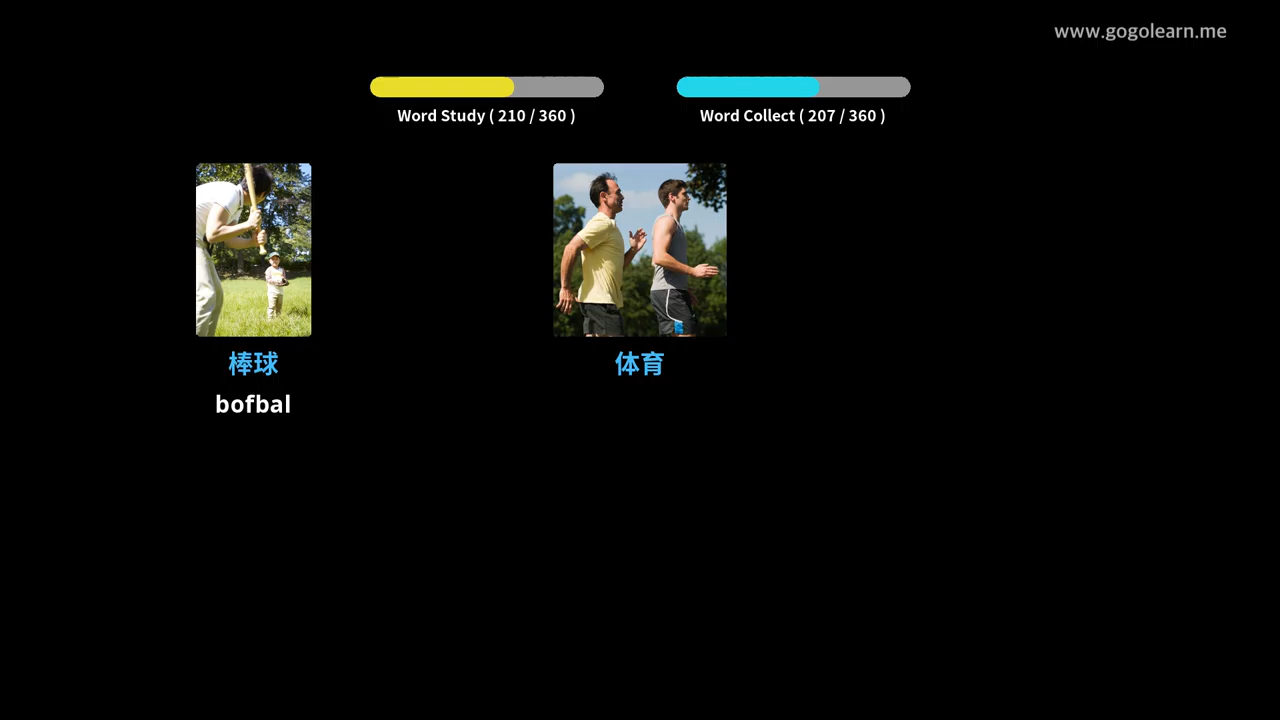 www.gogolearn.me
Word Study ( 210 / 360 )
Word Collect ( 207 / 360 )
棒球
体育
bofbal